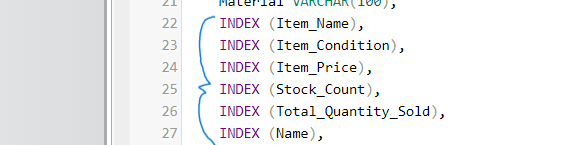 21 Material VARCHAR(100),
22 INDEX (Item_Name),
23 INDEX (Item_Condition),
24 INDEX (Item_Price),
25 INDEX (Stock_Count),
26 INDEX (Total_Quantity_Sold),
27 INDEX (Name),